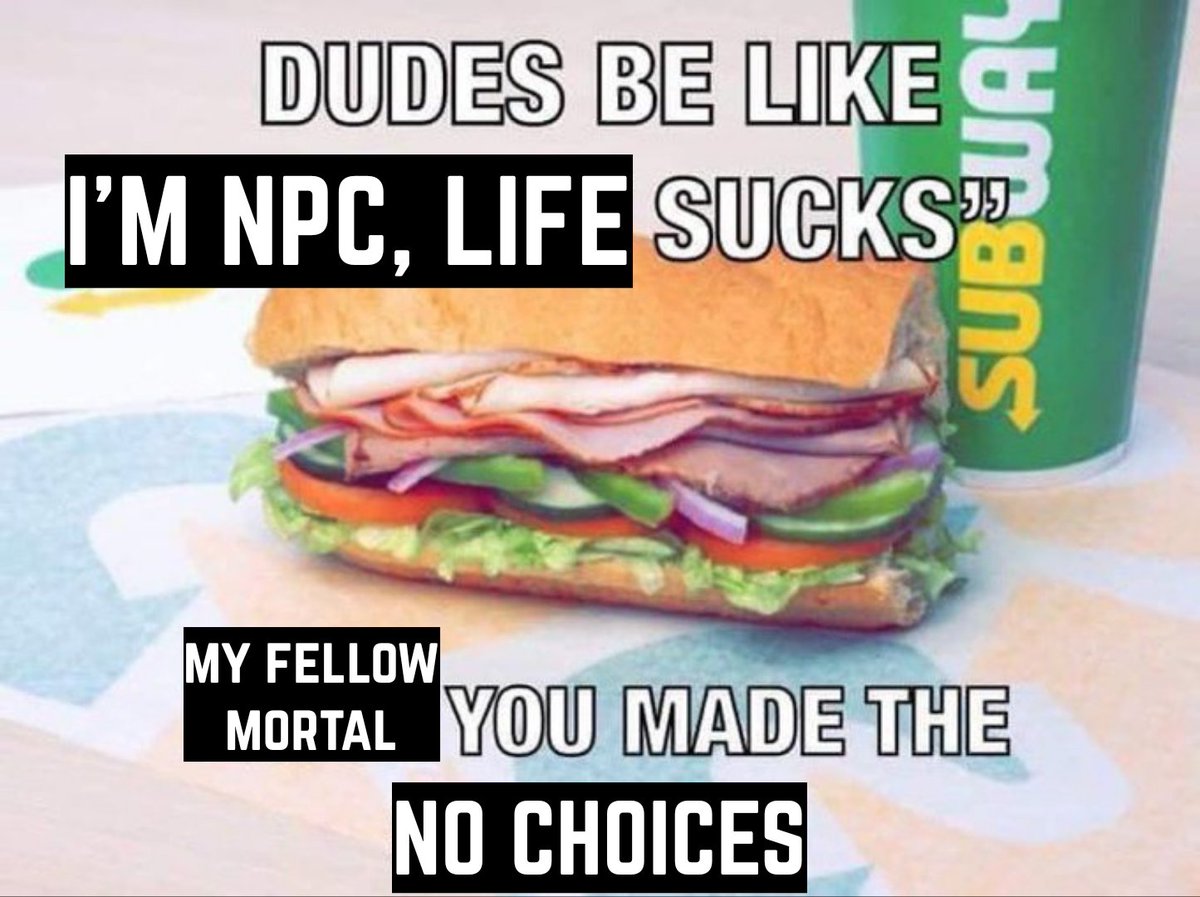 DUDES BE LIKE
I'M NPC, LIFE SUCKS”
SUBWAY
MY FELLOW
MORTAL YOU MADE THE
NO CHOICES